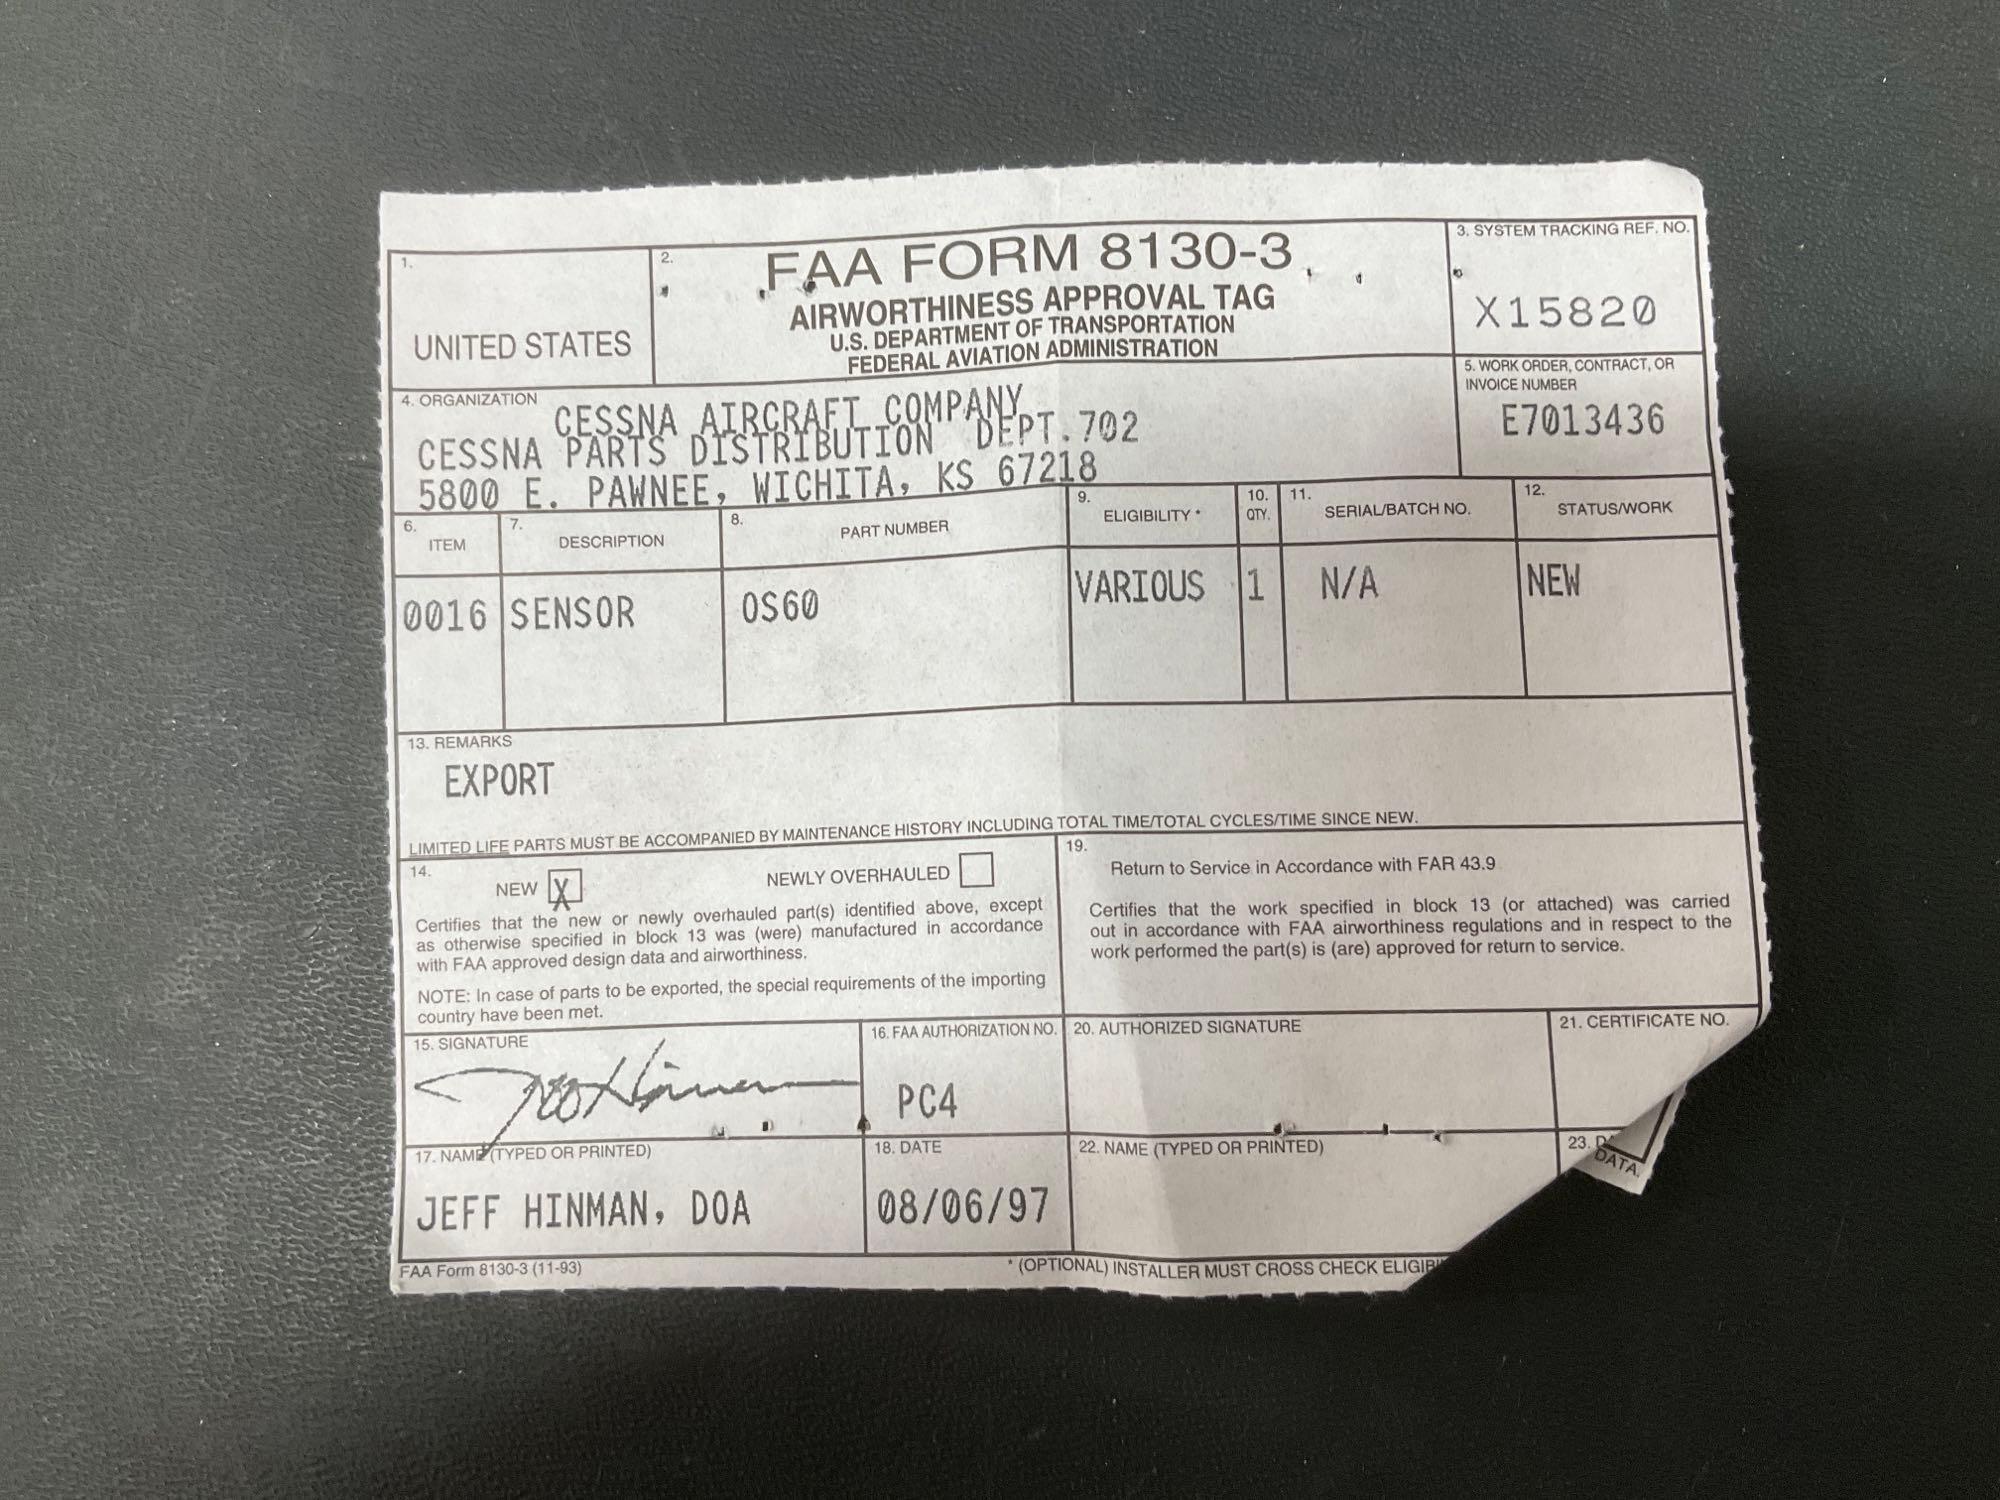 1.
UNITED STATES
2.
FAA FORM 8130-3
AIRWORTHINESS APPROVAL TAG
U.S. DEPARTMENT OF TRANSPORTATION
FEDERAL AVIATION ADMINISTRATION
3. SYSTEM TRACKING REF. NO.
X15820
4. ORGANIZATION
CESSNA AIRCRAFT COMPANY
CESSNA PARTS DISTRIBUTION DEPT.702
5800 E. PAWNEE, WICHITA, KS 67218
5. WORK ORDER, CONTRACT, OR
INVOICE NUMBER
E7013436
6.
ITEM
7.
DESCRIPTION
8.
PART NUMBER
9.
ELIGIBILITY *
10.
QTY.
11.
SERIAL/BATCH NO.
12.
STATUS/WORK
0016 SENSOR OS60 VARIOUS 1 N/A NEW
13. REMARKS
EXPORT
LIMITED LIFE PARTS MUST BE ACCOMPANIED BY MAINTENANCE HISTORY INCLUDING TOTAL TIME/TOTAL CYCLES/TIME SINCE NEW.
14.
NEW X NEWLY OVERHAULED
Certifies that the new or newly overhauled part(s) identified above, except
as otherwise specified in block 13 was (were) manufactured in accordance
with FAA approved design data and airworthiness.
NOTE: In case of parts to be exported, the special requirements of the importing
country have been met.
19.
Return to Service in Accordance with FAR 43.9
Certifies that the work specified in block 13 (or attached) was carried
out in accordance with FAA airworthiness regulations and in respect to the
work performed the part(s) is (are) approved for return to service.
15. SIGNATURE
16. FAA AUTHORIZATION NO.
PC4
20. AUTHORIZED SIGNATURE
21. CERTIFICATE NO.
17. NAME (TYPED OR PRINTED)
JEFF HINMAN, DOA
18. DATE
08/06/97
22. NAME (TYPED OR PRINTED)
23.
DATA.
FAA Form 8130-3 (11-93)
* (OPTIONAL) INSTALLER MUST CROSS CHECK